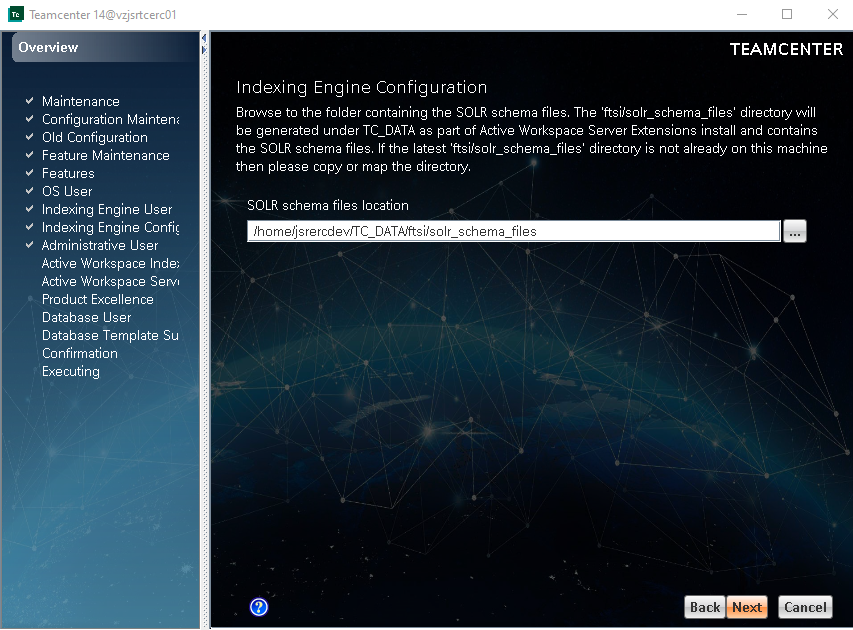 Tc Teamcenter 14@vzjsrtcerc01
Overview
Maintenance
Configuration Maintena
Old Configuration
Feature Maintenance
Features
OS User
Indexing Engine User
Indexing Engine Config
Administrative User
Active Workspace Index
Active Workspace Serve
Product Excellence
Database User
Database Template Su
Confirmation
Executing
TEAMCENTER
Indexing Engine Configuration
Browse to the folder containing the SOLR schema files. The 'ftsi/solr_schema_files' directory will
be generated under TC_DATA as part of Active Workspace Server Extensions install and contains
the SOLR schema files. If the latest 'ftsi/solr_schema_files' directory is not already on this machine
then please copy or map the directory.
SOLR schema files location
/home/jsrercdev/TC_DATA/ftsi/solr_schema_files
...
?
Back Next Cancel